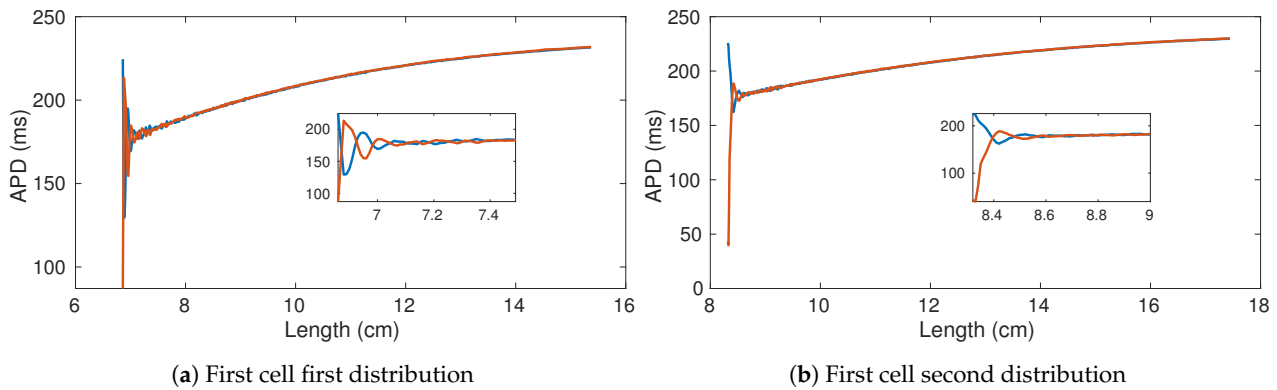 250
200
150
100
APD (ms)
6 8 10 12 14 16
Length (cm)
200
150
100
7 7.2 7.4
(a) First cell first distribution
250
200
150
100
50
0
APD (ms)
8 10 12 14 16 18
Length (cm)
200
100
8.4 8.6 8.8 9
(b) First cell second distribution